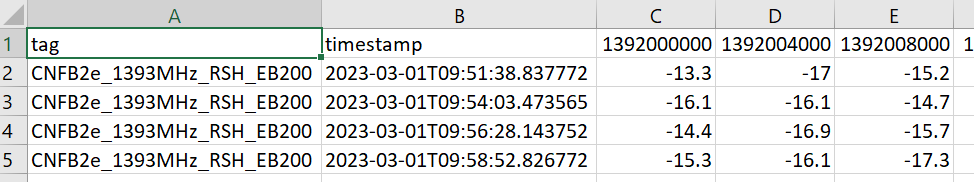 A B C D E
1 tag timestamp 1392000000 1392004000 1392008000 1
2 CNFB2e_1393MHz_RSH_EB200 2023-03-01T09:51:38.837772 -13.3 -17 -15.2
3 CNFB2e_1393MHz_RSH_EB200 2023-03-01T09:54:03.473565 -16.1 -16.1 -14.7
4 CNFB2e_1393MHz_RSH_EB200 2023-03-01T09:56:28.143752 -14.4 -16.9 -15.7
5 CNFB2e_1393MHz_RSH_EB200 2023-03-01T09:58:52.826772 -15.3 -16.1 -17.3